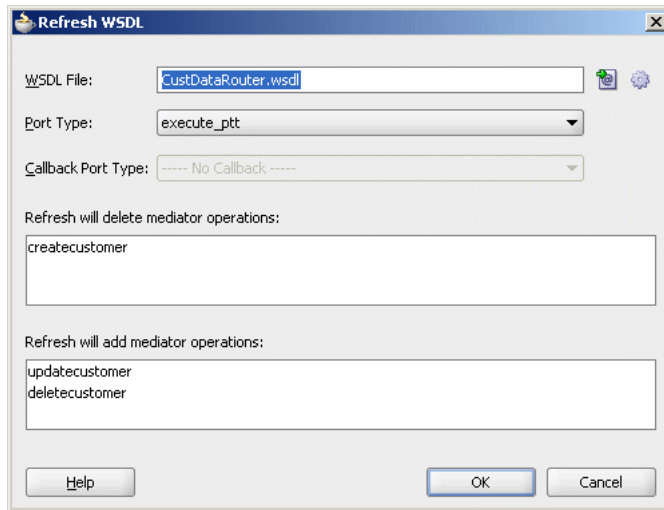 Refresh WSDL
WSDL File: CustDataRouter.wsdl
Port Type: execute_ptt
Callback Port Type: ----- No Callback -----
Refresh will delete mediator operations:
createcustomer
Refresh will add mediator operations:
updatecustomer
deletecustomer
Help OK Cancel